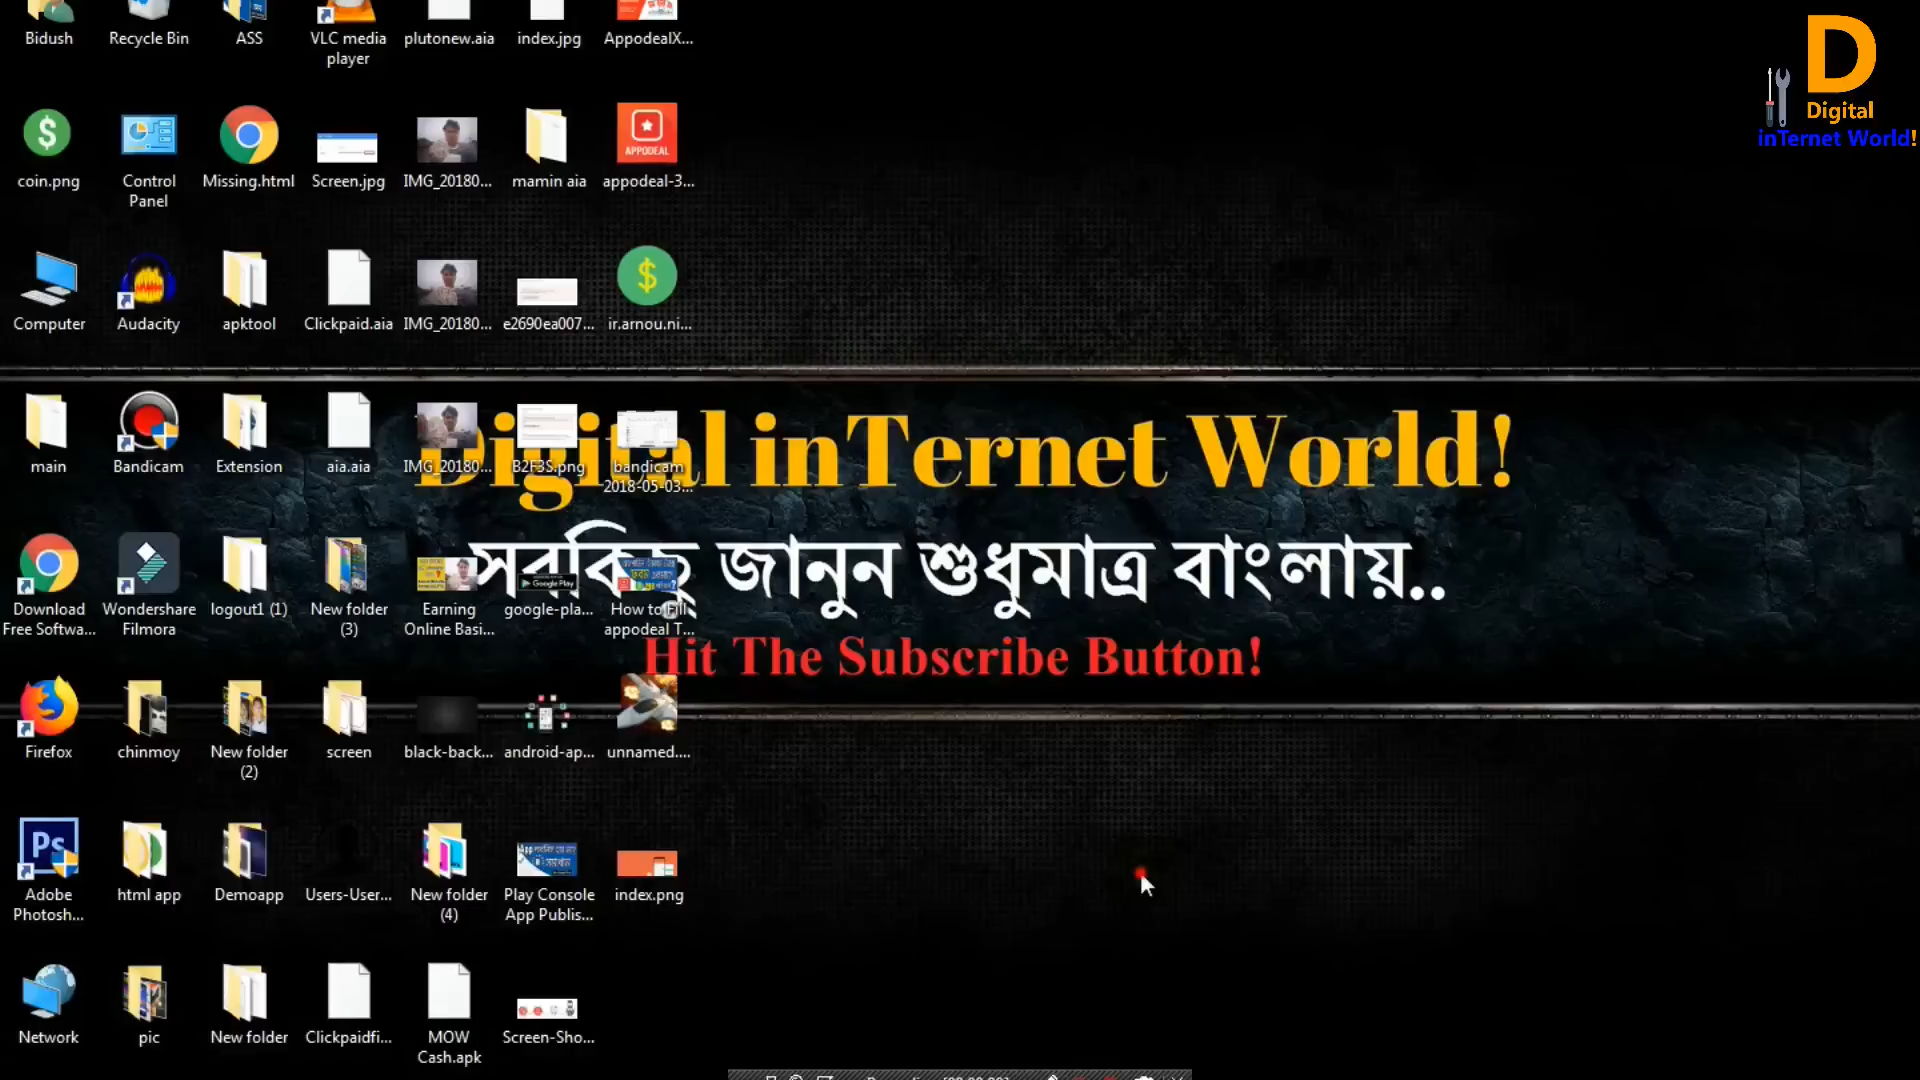 Bidush
Recycle Bin
ASS
VLC media player
plutonew.aia
index.jpg
AppodealX...
D
Digital
inTernet World!
coin.png
Control Panel
Missing.html
Screen.jpg
IMG_20180...
mamin aia
APPODEAL
appodeal-3...
Computer
Audacity
apktool
Clickpaid.aia
IMG_20180...
e2690ea007...
ir.arnou.ni...
main
Bandicam
Extension
aia.aia
IMG_20180...
B2F3S.png
bandicam 2018-05-03...
Digital inTernet World!
সবকিছু জানুন শুধুমাত্র বাংলায়..
Hit The Subscribe Button!
Download Free Softwa...
Wondershare Filmora
logout1 (1)
New folder (3)
Earning Online Basi...
Google Play
google-pla...
How to Fill appodeal T...
Firefox
chinmoy
New folder (2)
screen
black-back...
android-ap...
unnamed....
Ps
Adobe Photosh...
html app
Demoapp
Users-User...
New folder (4)
Play Console App Publis...
index.png
Network
pic
New folder
Clickpaidfi...
MOW Cash.apk
Screen-Sho...